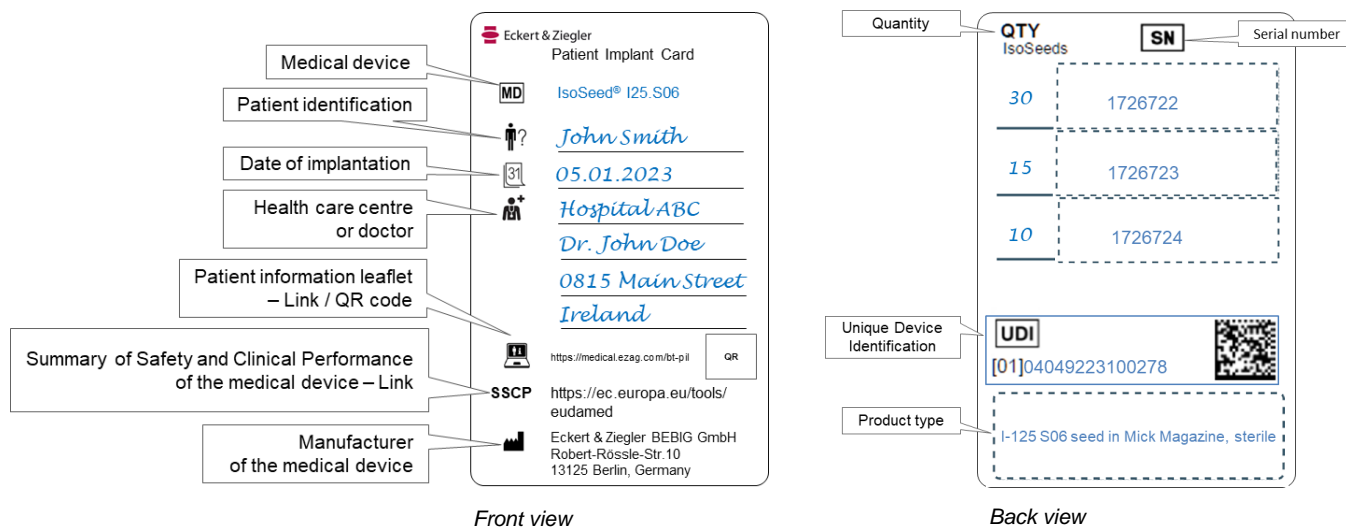 Medical device
Patient identification
Date of implantation
Health care centre
or doctor
Patient information leaflet
– Link / QR code
Summary of Safety and Clinical Performance
of the medical device – Link
Manufacturer
of the medical device
Eckert & Ziegler
Patient Implant Card
MD IsoSeed® I25.S06
? John Smith
31 05.01.2023
Hospital ABC
Dr. John Doe
0815 Main Street
Ireland
https://medical.ezag.com/bt-pil QR
SSCP https://ec.europa.eu/tools/
eudamed
Eckert & Ziegler BEBIG GmbH
Robert-Rössle-Str.10
13125 Berlin, Germany
Front view
Quantity
Unique Device
Identification
Product type
Serial number
QTY SN
IsoSeeds
30 1726722
15 1726723
10 1726724
UDI
[01]04049223100278
I-125 S06 seed in Mick Magazine, sterile
Back view